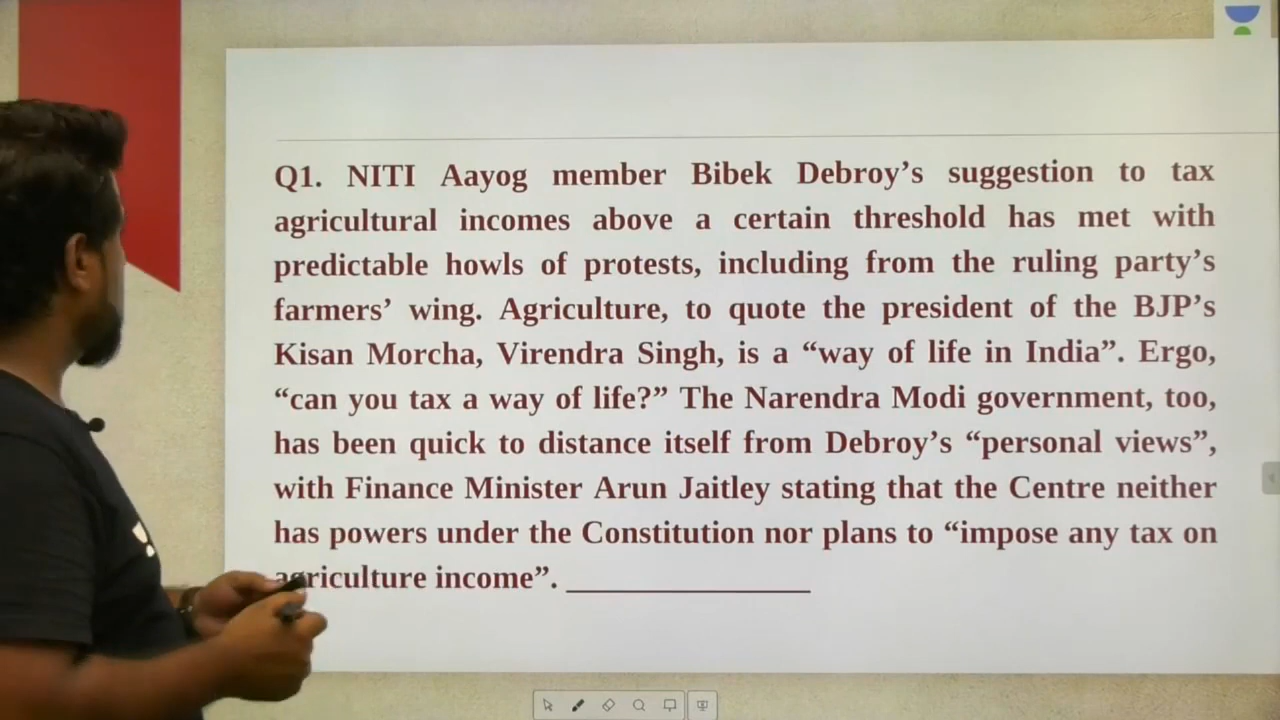 Q1. NITI Aayog member Bibek Debroy’s suggestion to tax
agricultural incomes above a certain threshold has met with
predictable howls of protests, including from the ruling party’s
farmers’ wing. Agriculture, to quote the president of the BJP’s
Kisan Morcha, Virendra Singh, is a “way of life in India”. Ergo,
“can you tax a way of life?” The Narendra Modi government, too,
has been quick to distance itself from Debroy’s “personal views”,
with Finance Minister Arun Jaitley stating that the Centre neither
has powers under the Constitution nor plans to “impose any tax on
agriculture income”. ________________